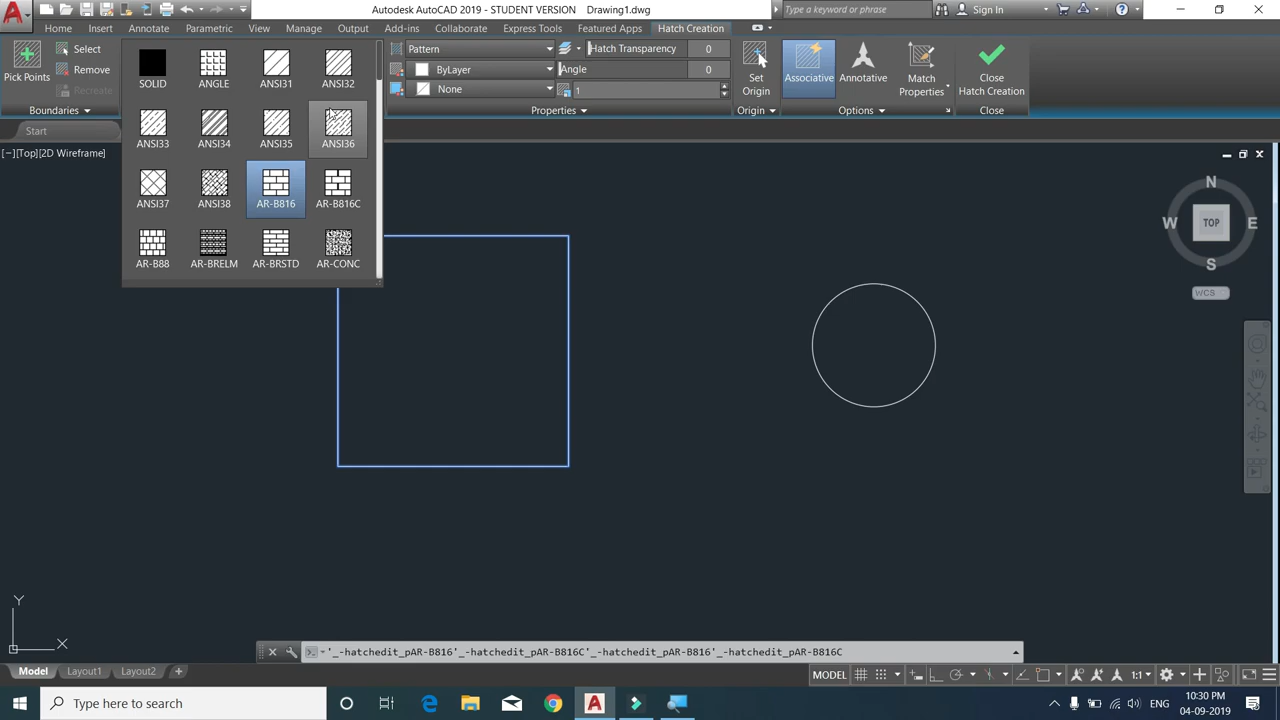 Autodesk AutoCAD 2019 - STUDENT VERSION Drawing1.dwg
Type a keyword or phrase
Sign In
Home Insert Annotate Parametric View Manage Output Add-ins Collaborate Express Tools Featured Apps Hatch Creation
Pick Points
Select
Remove
Recreate
Boundaries
SOLID ANGLE ANSI31 ANSI32
ANSI33 ANSI34 ANSI35 ANSI36
ANSI37 ANSI38 AR-B816 AR-B816C
AR-B88 AR-BRELM AR-BRSTD AR-CONC
Pattern
ByLayer
None
Hatch Transparency 0
Angle 0
1
Properties
Set
Origin
Origin
Associative
Annotative
Match
Properties
Options
Close
Hatch Creation
Close
Start
[−][Top][2D Wireframe]
N
W TOP E
S
WCS
Y
X
'_-hatchedit_pAR-B816'_-hatchedit_pAR-B816C'_-hatchedit_pAR-B816'_-hatchedit_pAR-B816C
Model Layout1 Layout2 +
MODEL
1:1
Type here to search
ENG
10:30 PM
04-09-2019